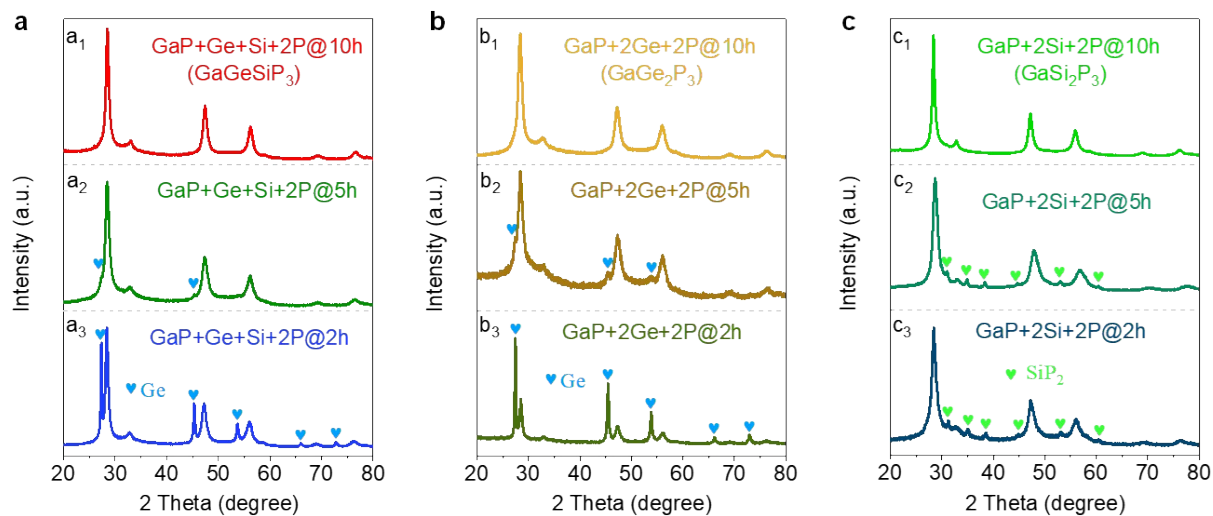 a
a₁
GaP+Ge+Si+2P@10h
(GaGeSiP₃)
a₂
GaP+Ge+Si+2P@5h
a₃
GaP+Ge+Si+2P@2h
Ge
Intensity (a.u.)
20 30 40 50 60 70 80
2 Theta (degree)
b
b₁
GaP+2Ge+2P@10h
(GaGe₂P₃)
b₂
GaP+2Ge+2P@5h
b₃
GaP+2Ge+2P@2h
Ge
Intensity (a.u.)
20 30 40 50 60 70 80
2 Theta (degree)
c
c₁
GaP+2Si+2P@10h
(GaSi₂P₃)
c₂
GaP+2Si+2P@5h
c₃
GaP+2Si+2P@2h
SiP₂
Intensity (a.u.)
20 30 40 50 60 70 80
2 Theta (degree)